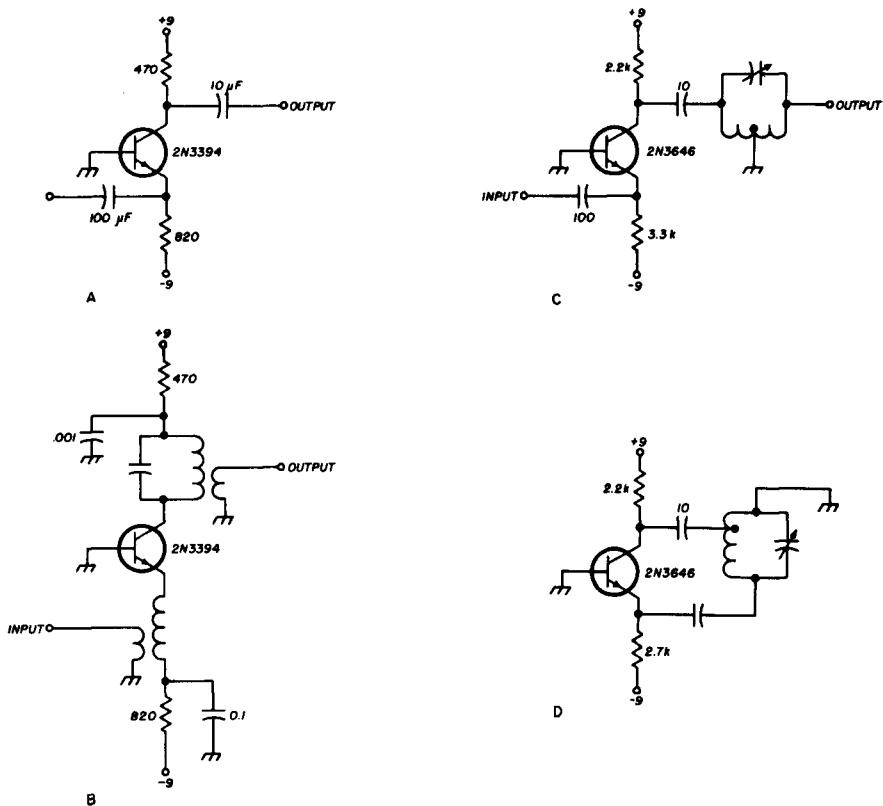 +9
470
10 µF
OUTPUT
2N3394
100 µF
820
-9
A
+9
2.2k
10
OUTPUT
2N3646
INPUT
100
3.3k
-9
C
+9
470
.001
OUTPUT
2N3394
INPUT
820
0.1
-9
B
+9
2.2k
10
2N3646
2.7k
-9
D